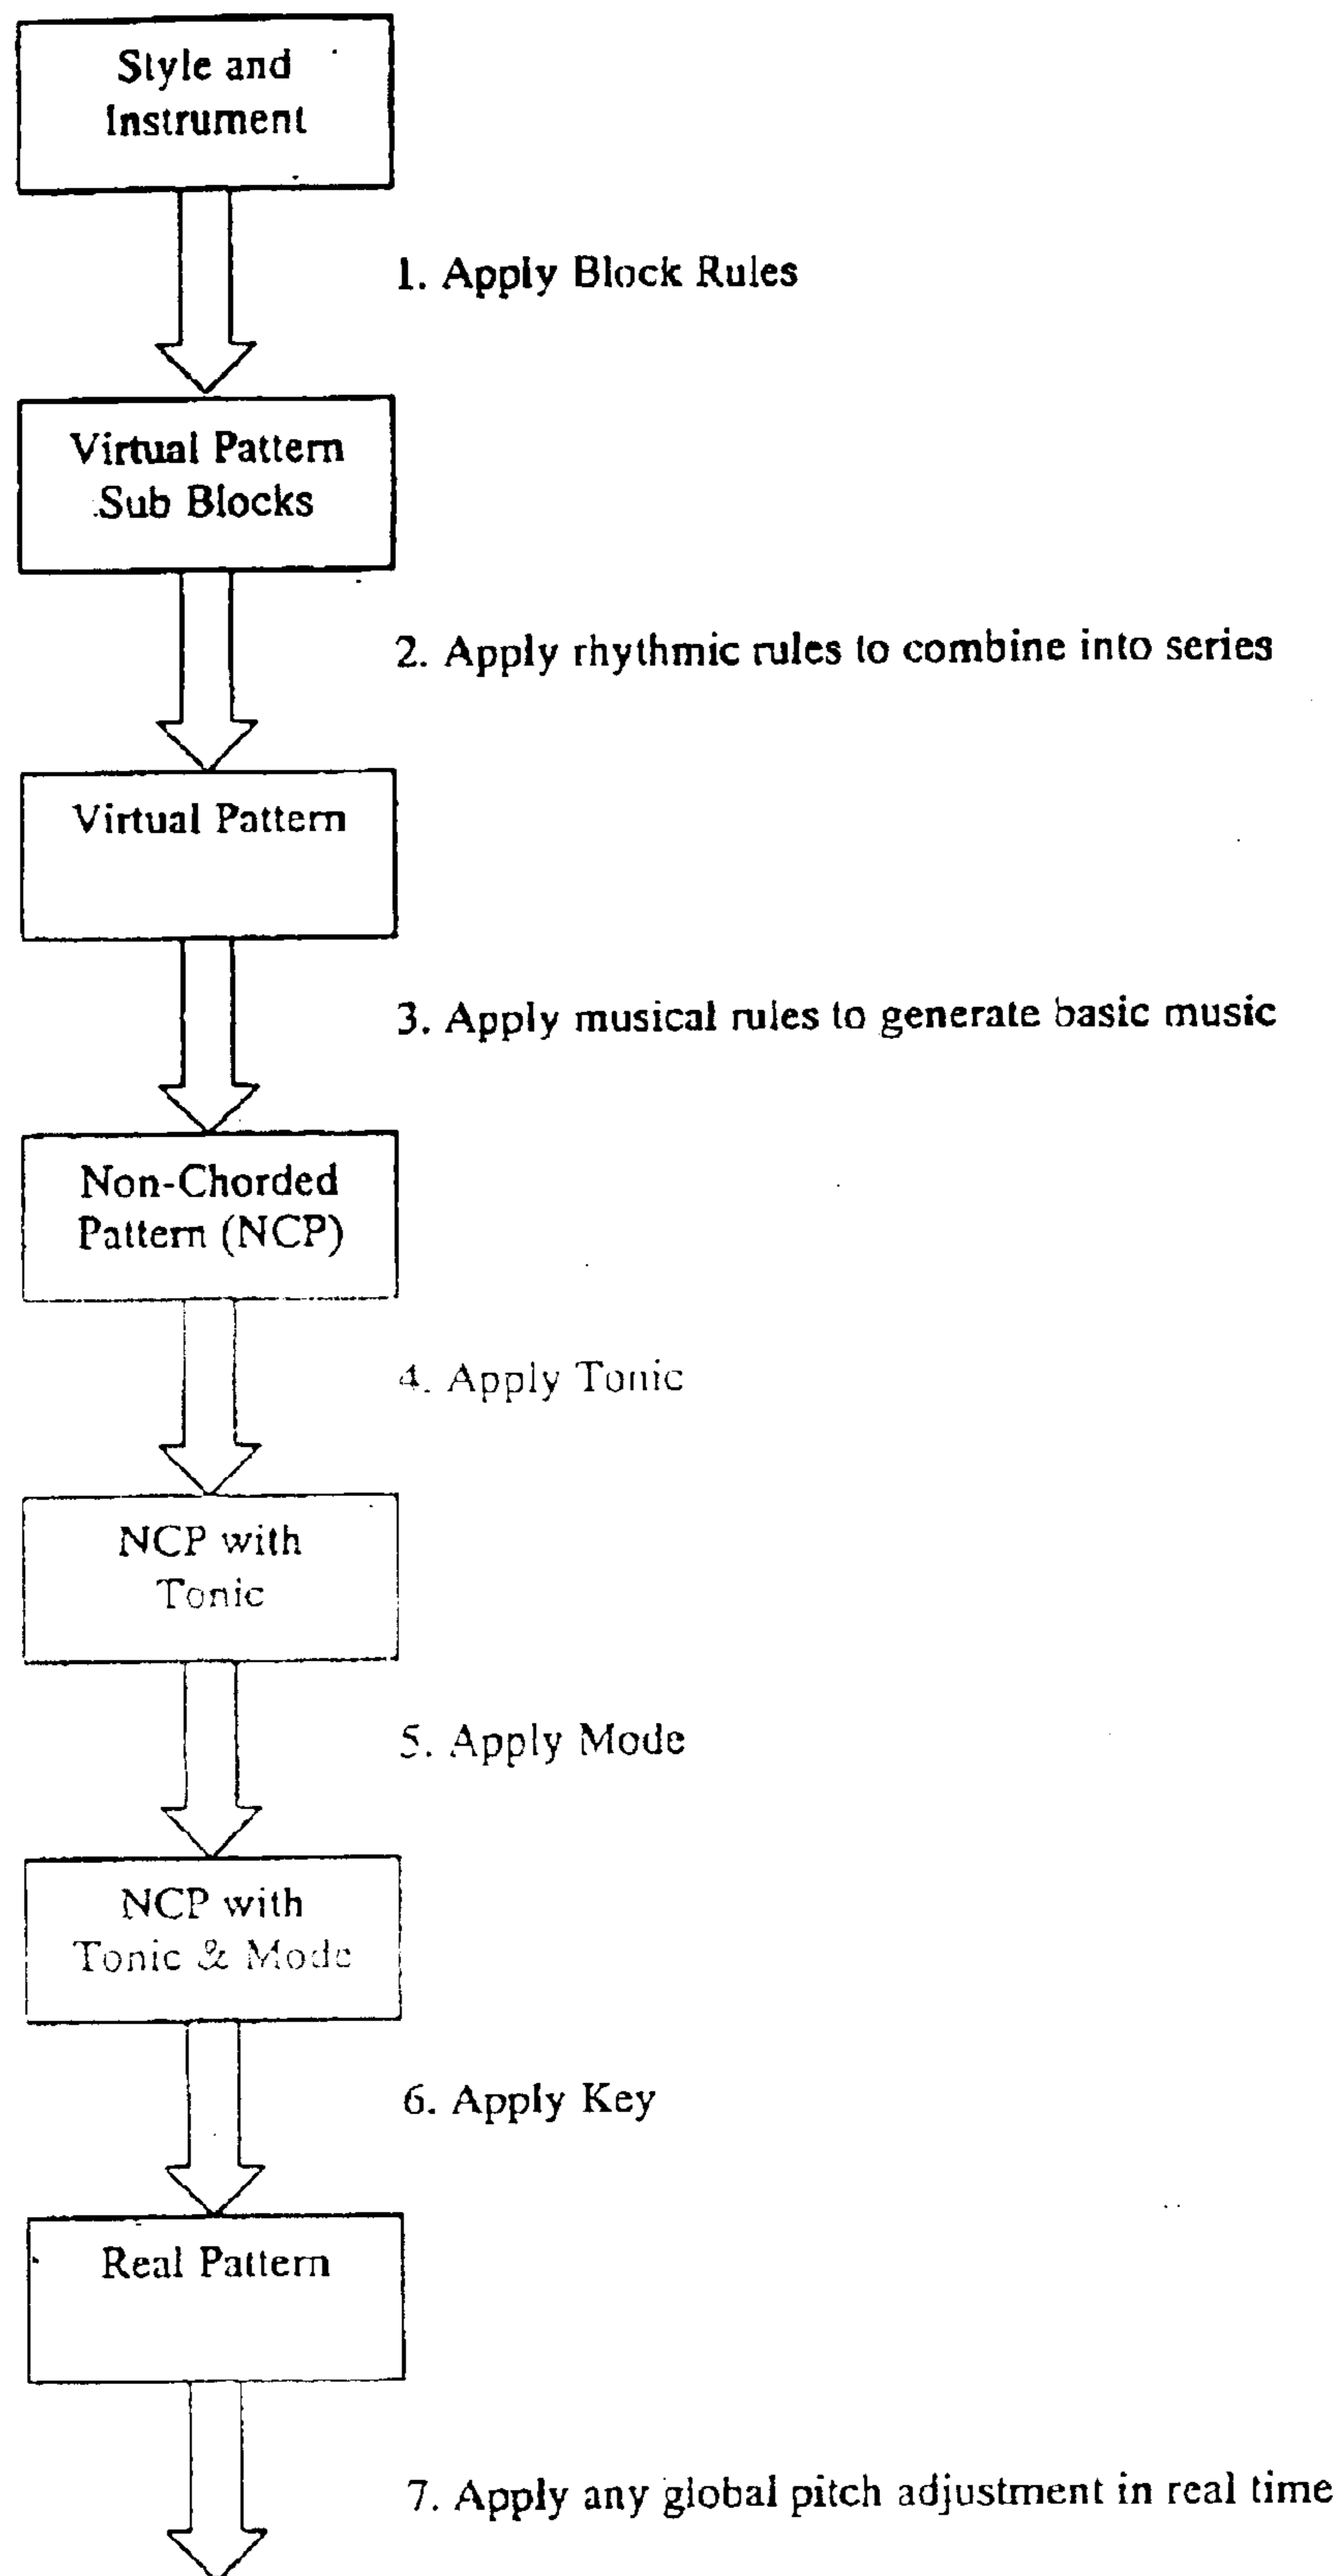 Style and
Instrument
1. Apply Block Rules
Virtual Pattern
Sub Blocks
2. Apply rhythmic rules to combine into series
Virtual Pattern
3. Apply musical rules to generate basic music
Non-Chorded
Pattern (NCP)
4. Apply Tonic
NCP with
Tonic
5. Apply Mode
NCP with
Tonic & Mode
6. Apply Key
Real Pattern
7. Apply any global pitch adjustment in real time